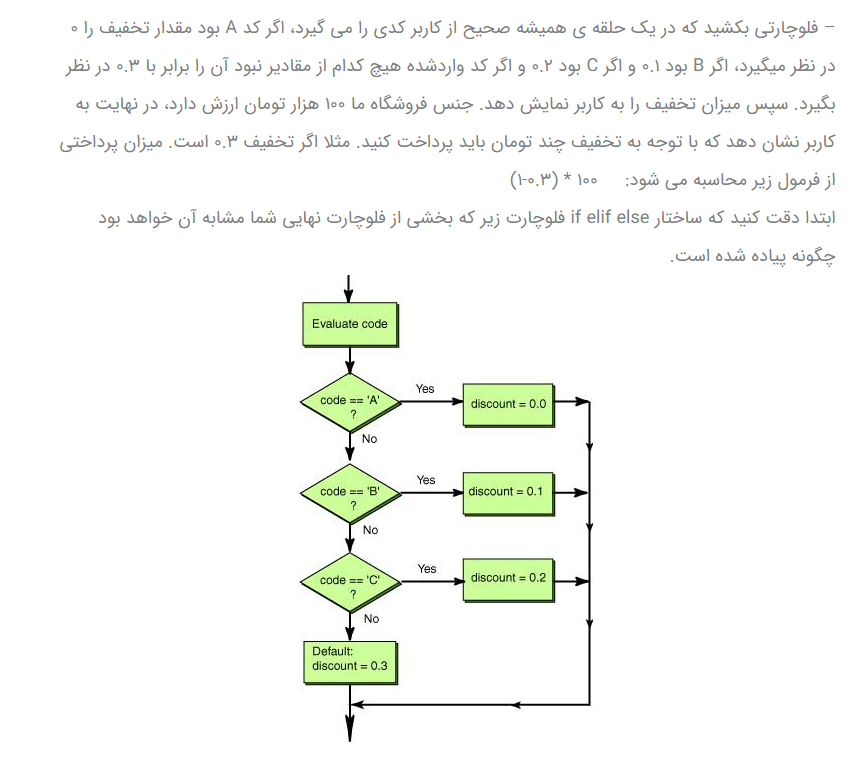 – فلوچارتی بکشید که در یک حلقه ی همیشه صحیح از کاربر کدی را می گیرد، اگر کد A بود مقدار تخفیف را ۰
در نظر میگیرد، اگر B بود ۰.۱ و اگر C بود ۰.۲ و اگر کد واردشده هیچ کدام از مقادیر نبود آن را برابر با ۰.۳ در نظر
بگیرد. سپس میزان تخفیف را به کاربر نمایش دهد. جنس فروشگاه ما ۱۰۰ هزار تومان ارزش دارد، در نهایت به
کاربر نشان دهد که با توجه به تخفیف چند تومان باید پرداخت کنید. مثلا اگر تخفیف ۰.۳ است. میزان پرداختی
از فرمول زیر محاسبه می شود: ۱۰۰ * (۱-۰.۳)
ابتدا دقت کنید که ساختار if elif else فلوچارت زیر که بخشی از فلوچارت نهایی شما مشابه آن خواهد بود
چگونه پیاده شده است.
Evaluate code
code == 'A'
?
Yes
discount = 0.0
No
code == 'B'
?
Yes
discount = 0.1
No
code == 'C'
?
Yes
discount = 0.2
No
Default:
discount = 0.3